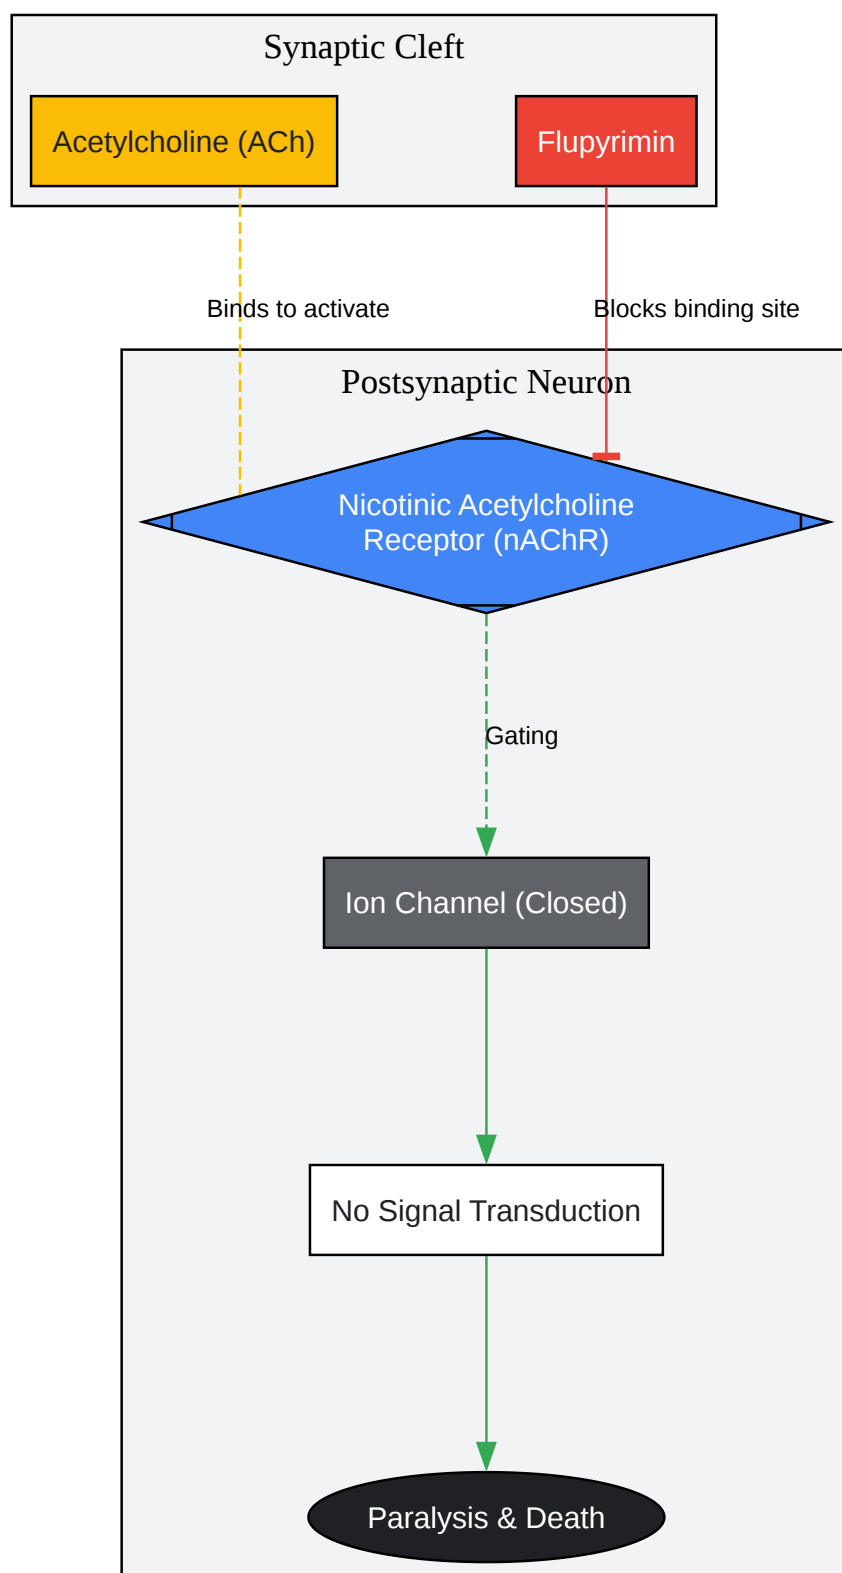 Synaptic Cleft
Acetylcholine (ACh)
Flupyrimin
Binds to activate
Blocks binding site
Postsynaptic Neuron
Nicotinic Acetylcholine
Receptor (nAChR)
Gating
Ion Channel (Closed)
No Signal Transduction
Paralysis & Death